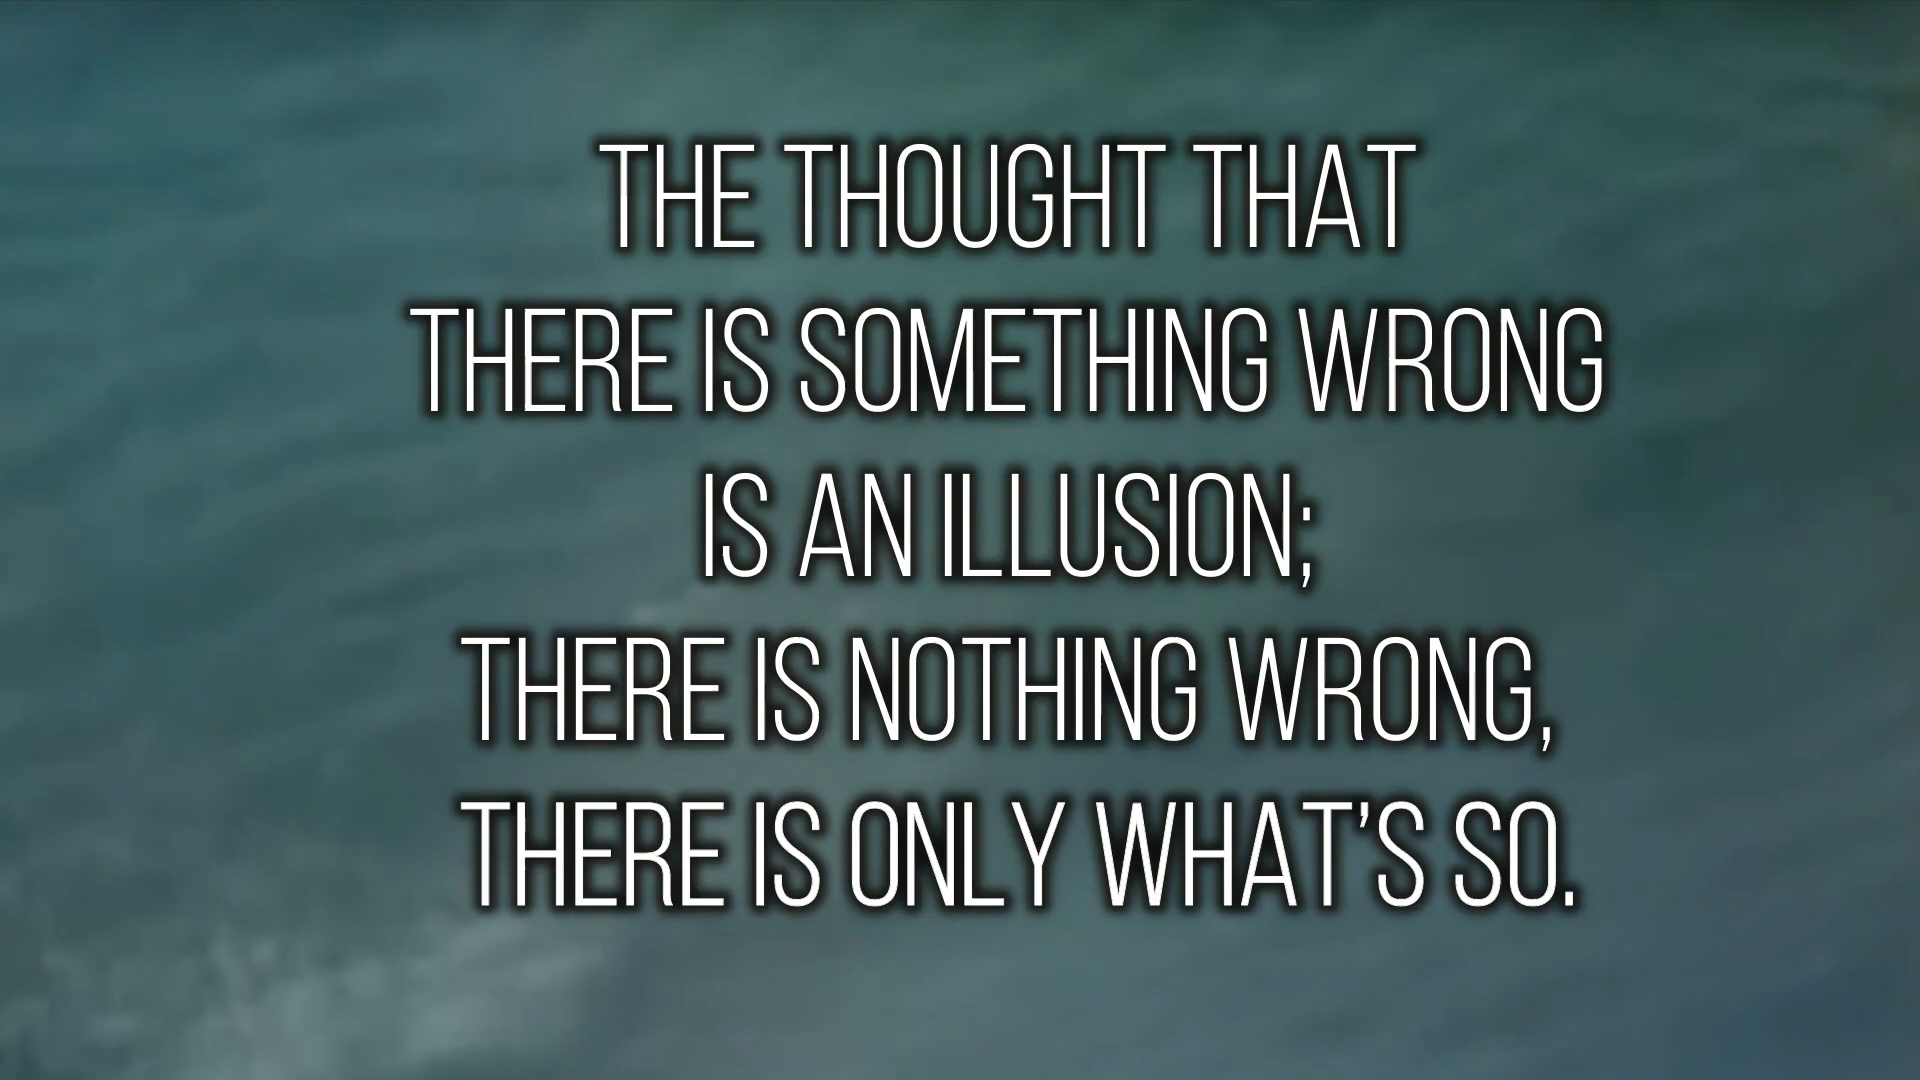 THE THOUGHT THAT
THERE IS SOMETHING WRONG
IS AN ILLUSION;
THERE IS NOTHING WRONG,
THERE IS ONLY WHAT’S SO.